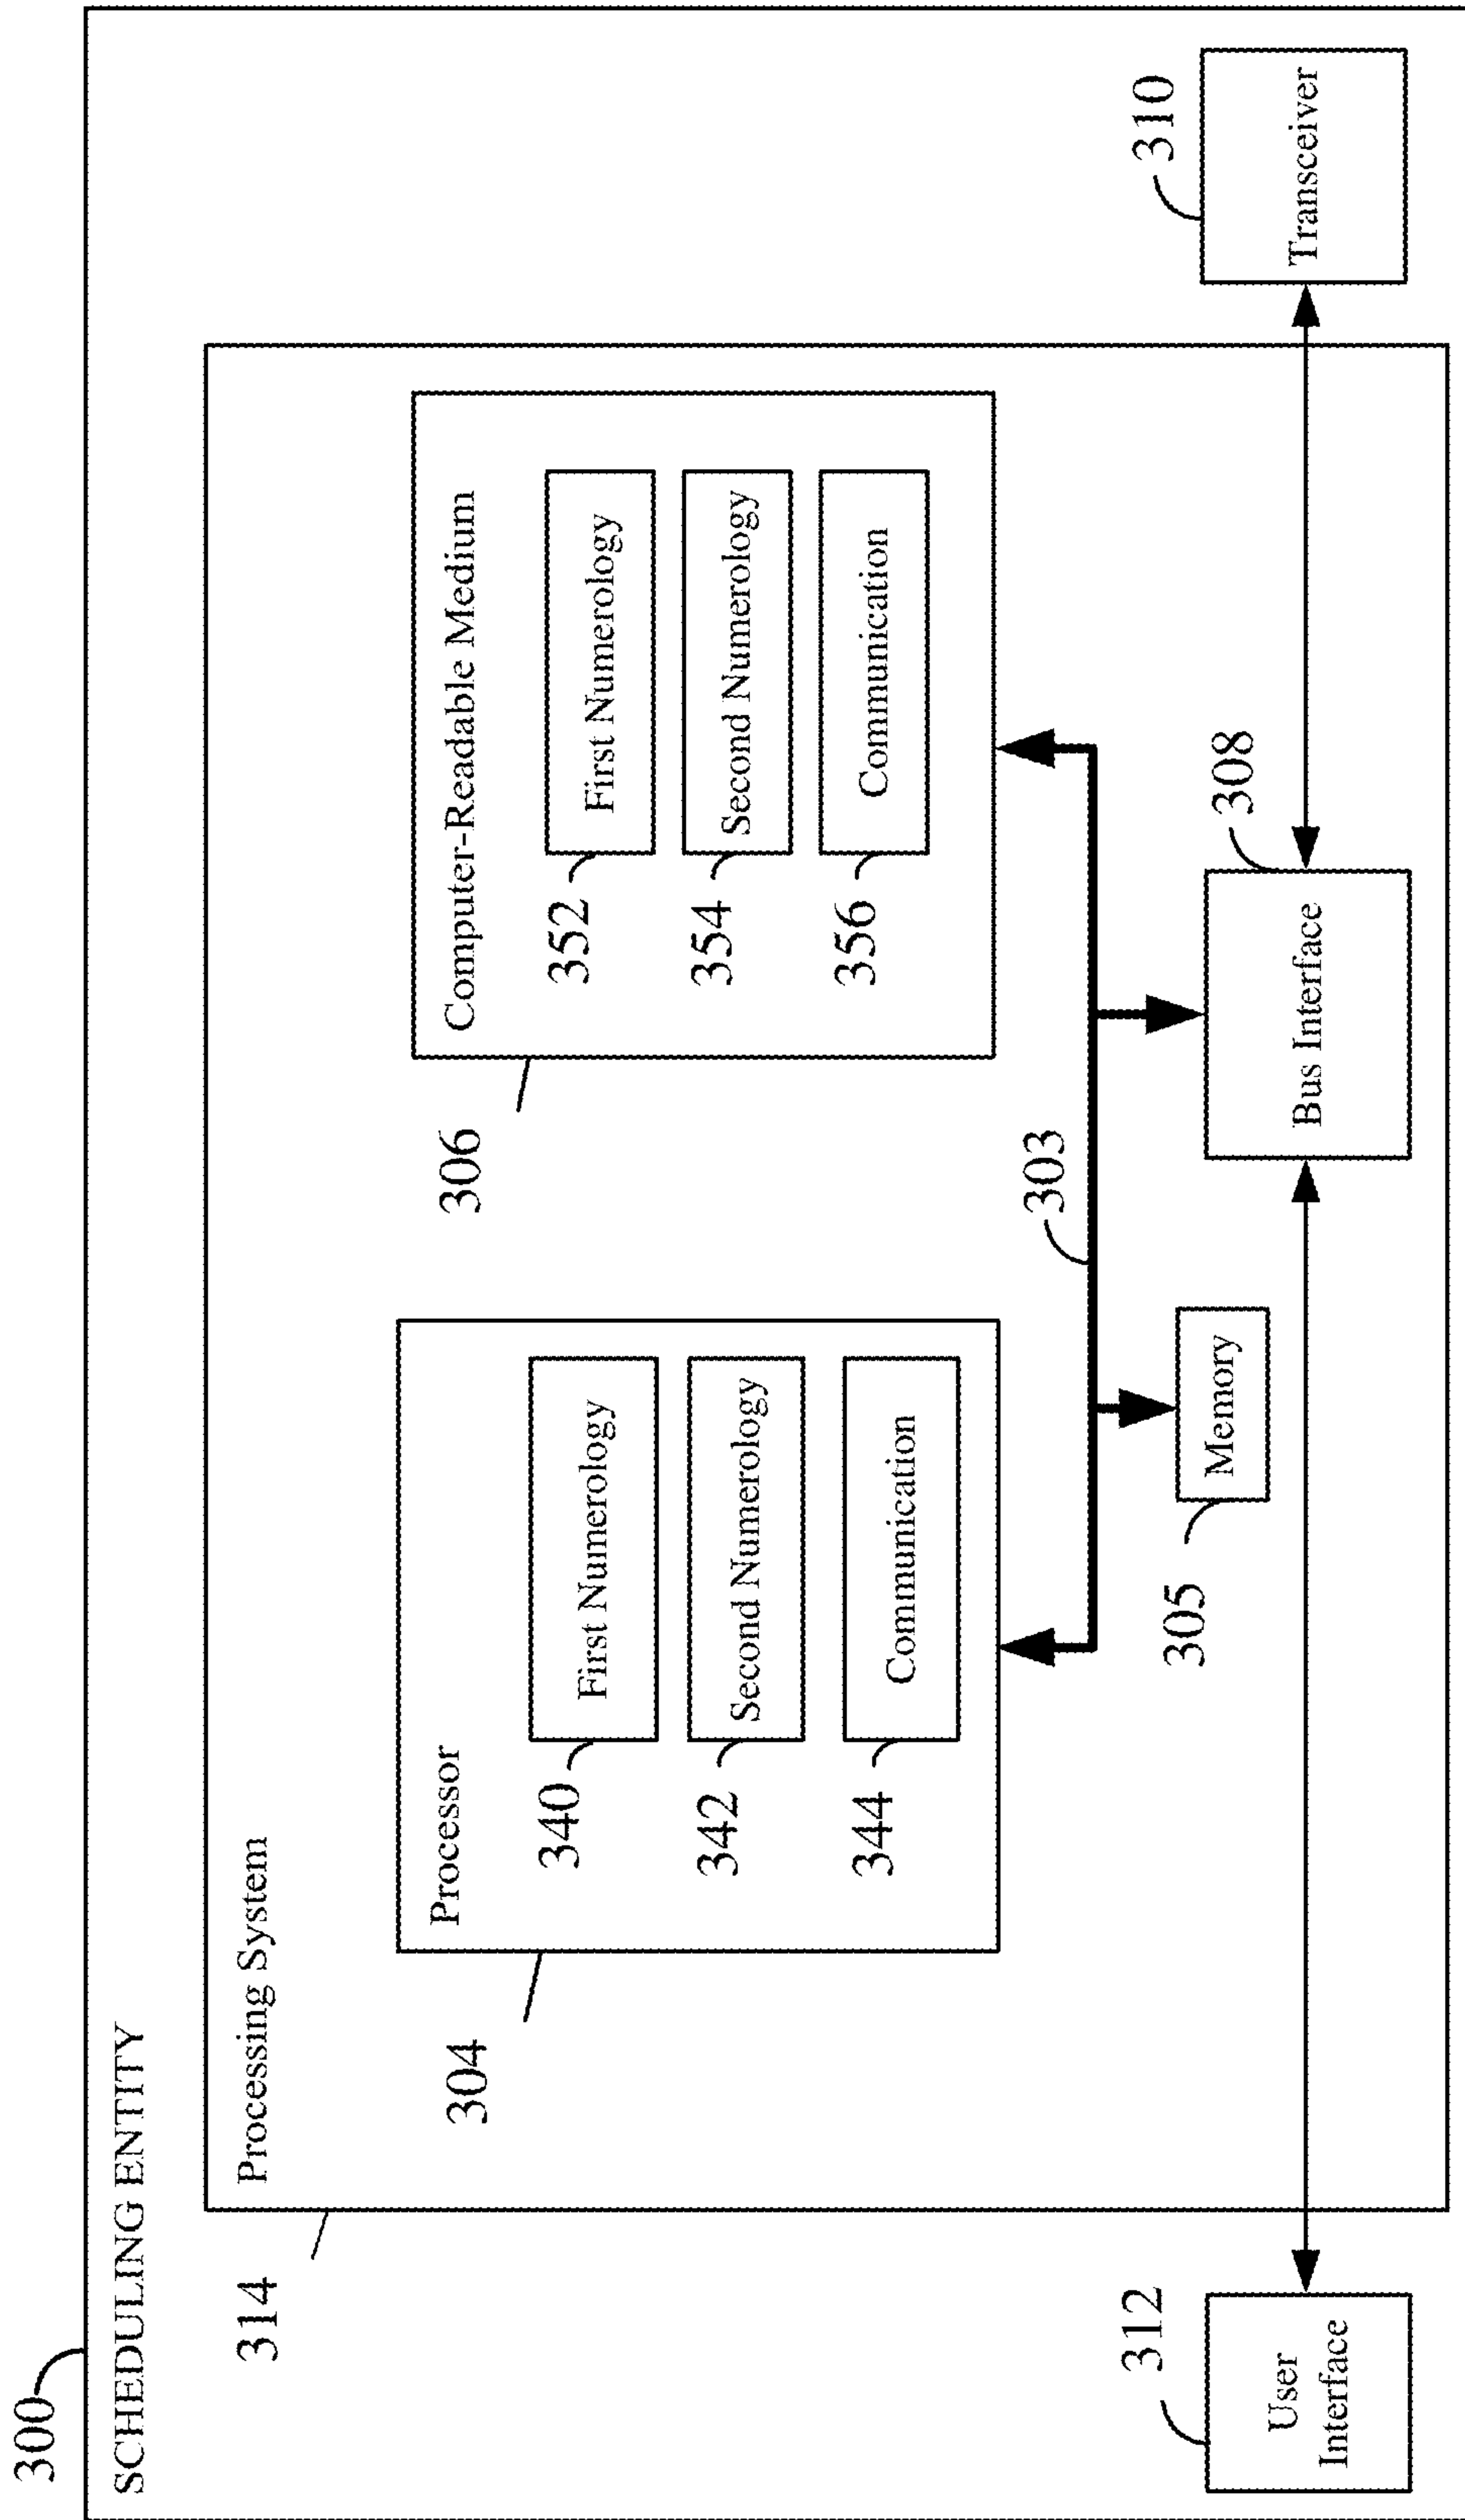 300
SCHEDULING ENTITY
314
Processing System
304
Processor
340
First Numerology
342
Second Numerology
344
Communication
306
Computer-Readable Medium
352
First Numerology
354
Second Numerology
356
Communication
303
305
Memory
308
Bus Interface
312
User
Interface
310
Transceiver